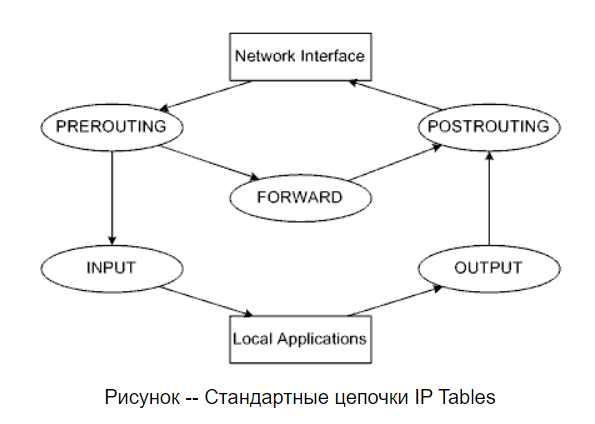 Network Interface
PREROUTING
POSTROUTING
FORWARD
INPUT
OUTPUT
Local Applications
Рисунок -- Стандартные цепочки IP Tables